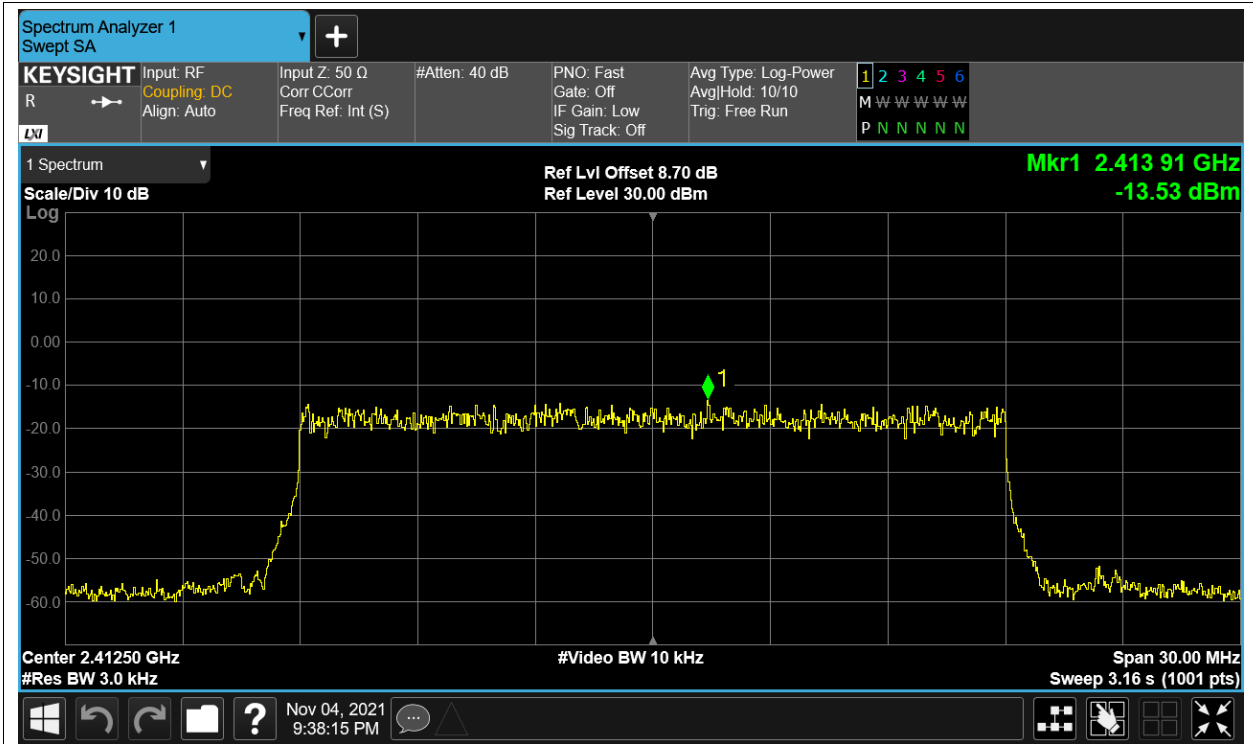 Spectrum Analyzer 1
Swept SA
KEYSIGHT
R
LXI
Input: RF
Coupling: DC
Align: Auto
Input Z: 50 Ω
Corr CCorr
Freq Ref: Int (S)
#Atten: 40 dB
PNO: Fast
Gate: Off
IF Gain: Low
Sig Track: Off
Avg Type: Log-Power
Avg|Hold: 10/10
Trig: Free Run
1 2 3 4 5 6
M W W W W W W
P N N N N N N
1 Spectrum
Scale/Div 10 dB
Log
Ref Lvl Offset 8.70 dB
Ref Level 30.00 dBm
Mkr1 2.413 91 GHz
-13.53 dBm
20.0
10.0
0.00
-10.0
-20.0
-30.0
-40.0
-50.0
-60.0
1
Center 2.41250 GHz
#Res BW 3.0 kHz
#Video BW 10 kHz
Span 30.00 MHz
Sweep 3.16 s (1001 pts)
?
Nov 04, 2021
9:38:15 PM